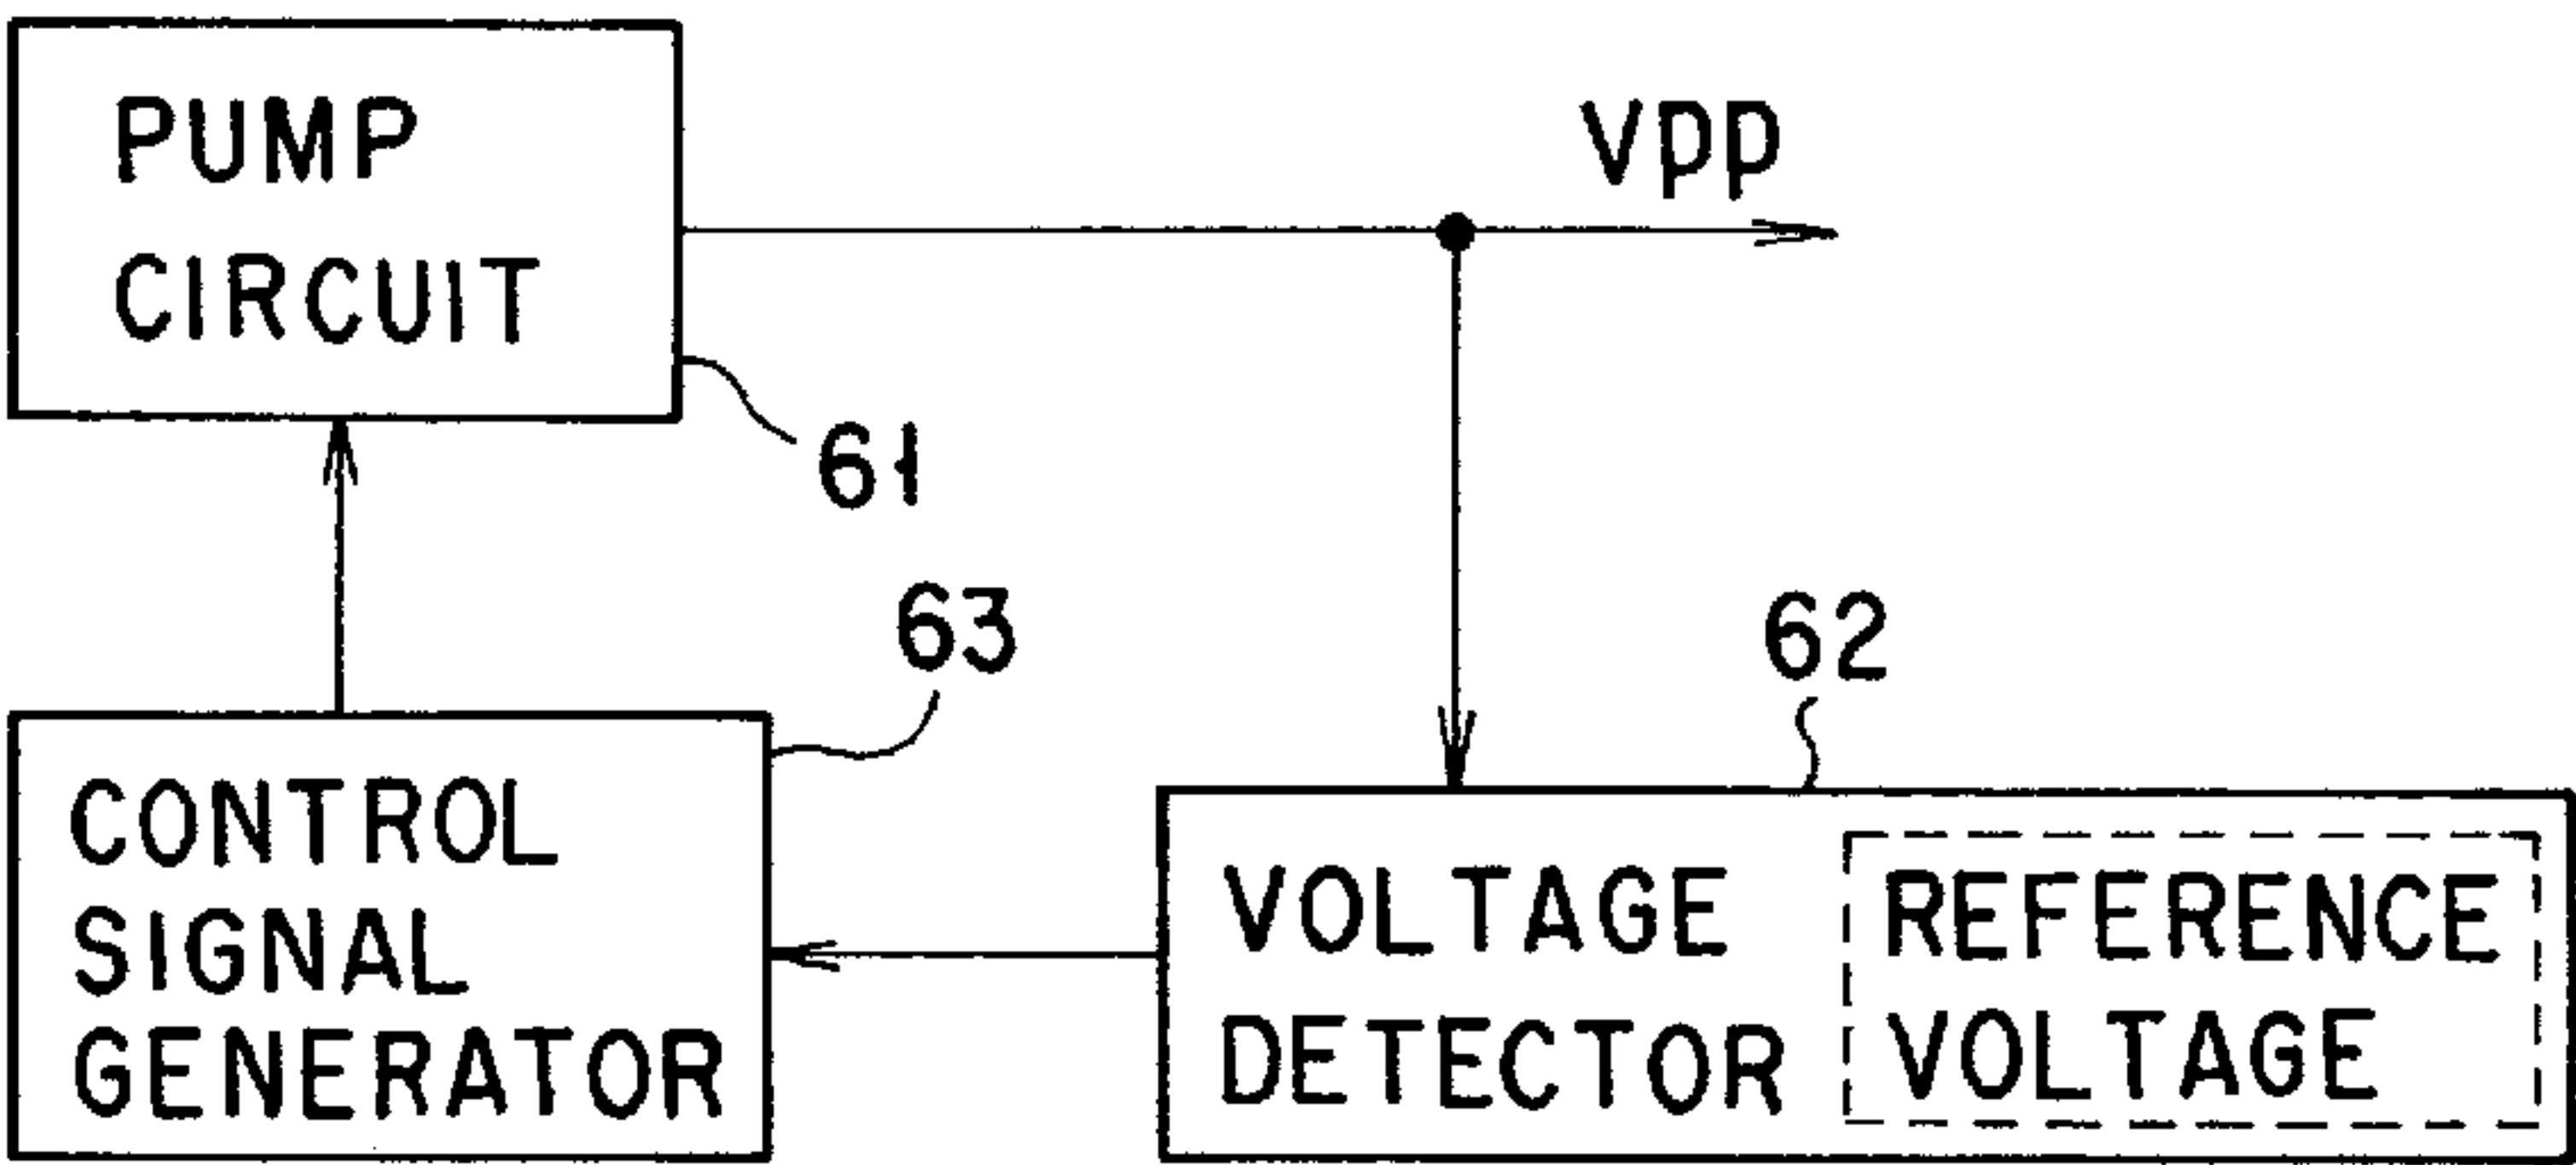 PUMP
CIRCUIT
Vpp
61
63
62
CONTROL
SIGNAL
GENERATOR
VOLTAGE
DETECTOR
REFERENCE
VOLTAGE